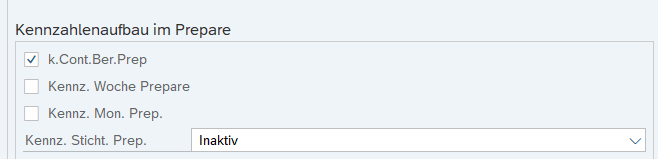 Kennzahlenaufbau im Prepare
k.Cont.Ber.Prep
Kennz. Woche Prepare
Kennz. Mon. Prep.
Kennz. Sticht. Prep. Inaktiv